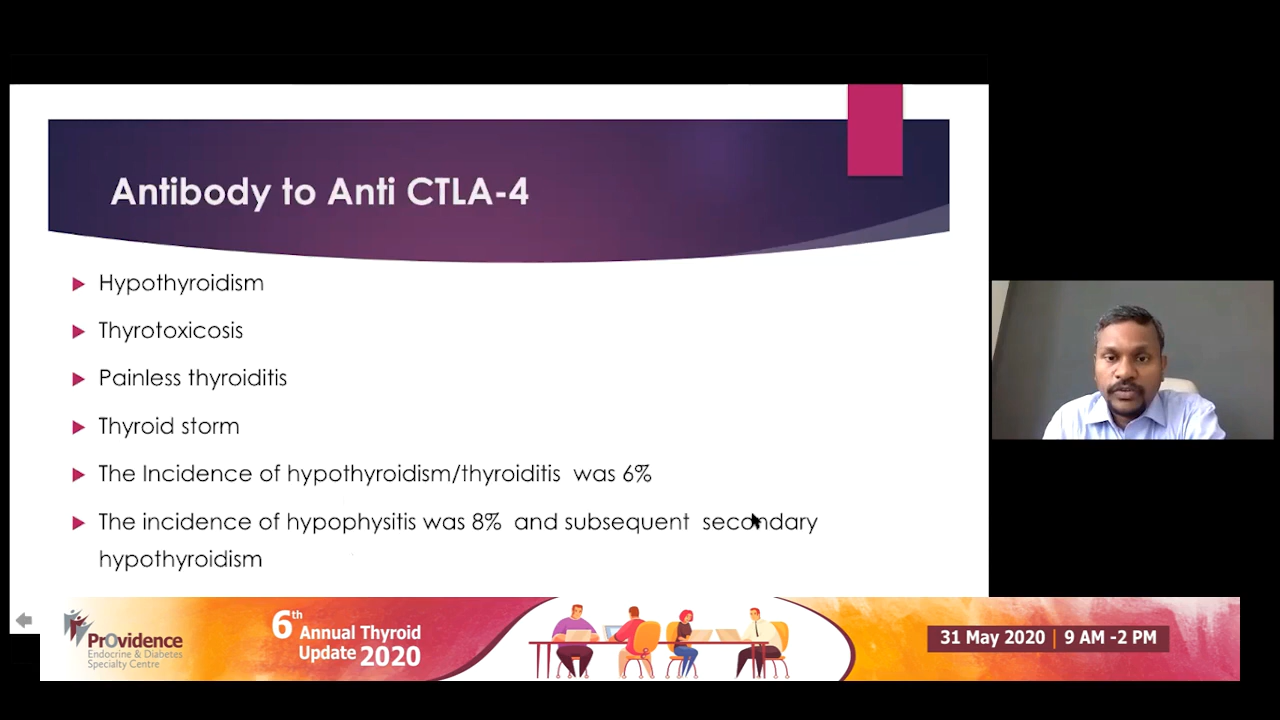 Antibody to Anti CTLA-4
Hypothyroidism
Thyrotoxicosis
Painless thyroiditis
Thyroid storm
The Incidence of hypothyroidism/thyroiditis was 6%
The incidence of hypophysitis was 8% and subsequent secondary
hypothyroidism
PrOvidence
Endocrine & Diabetes
Specialty Centre
6th Annual Thyroid
Update 2020
31 May 2020 | 9 AM -2 PM